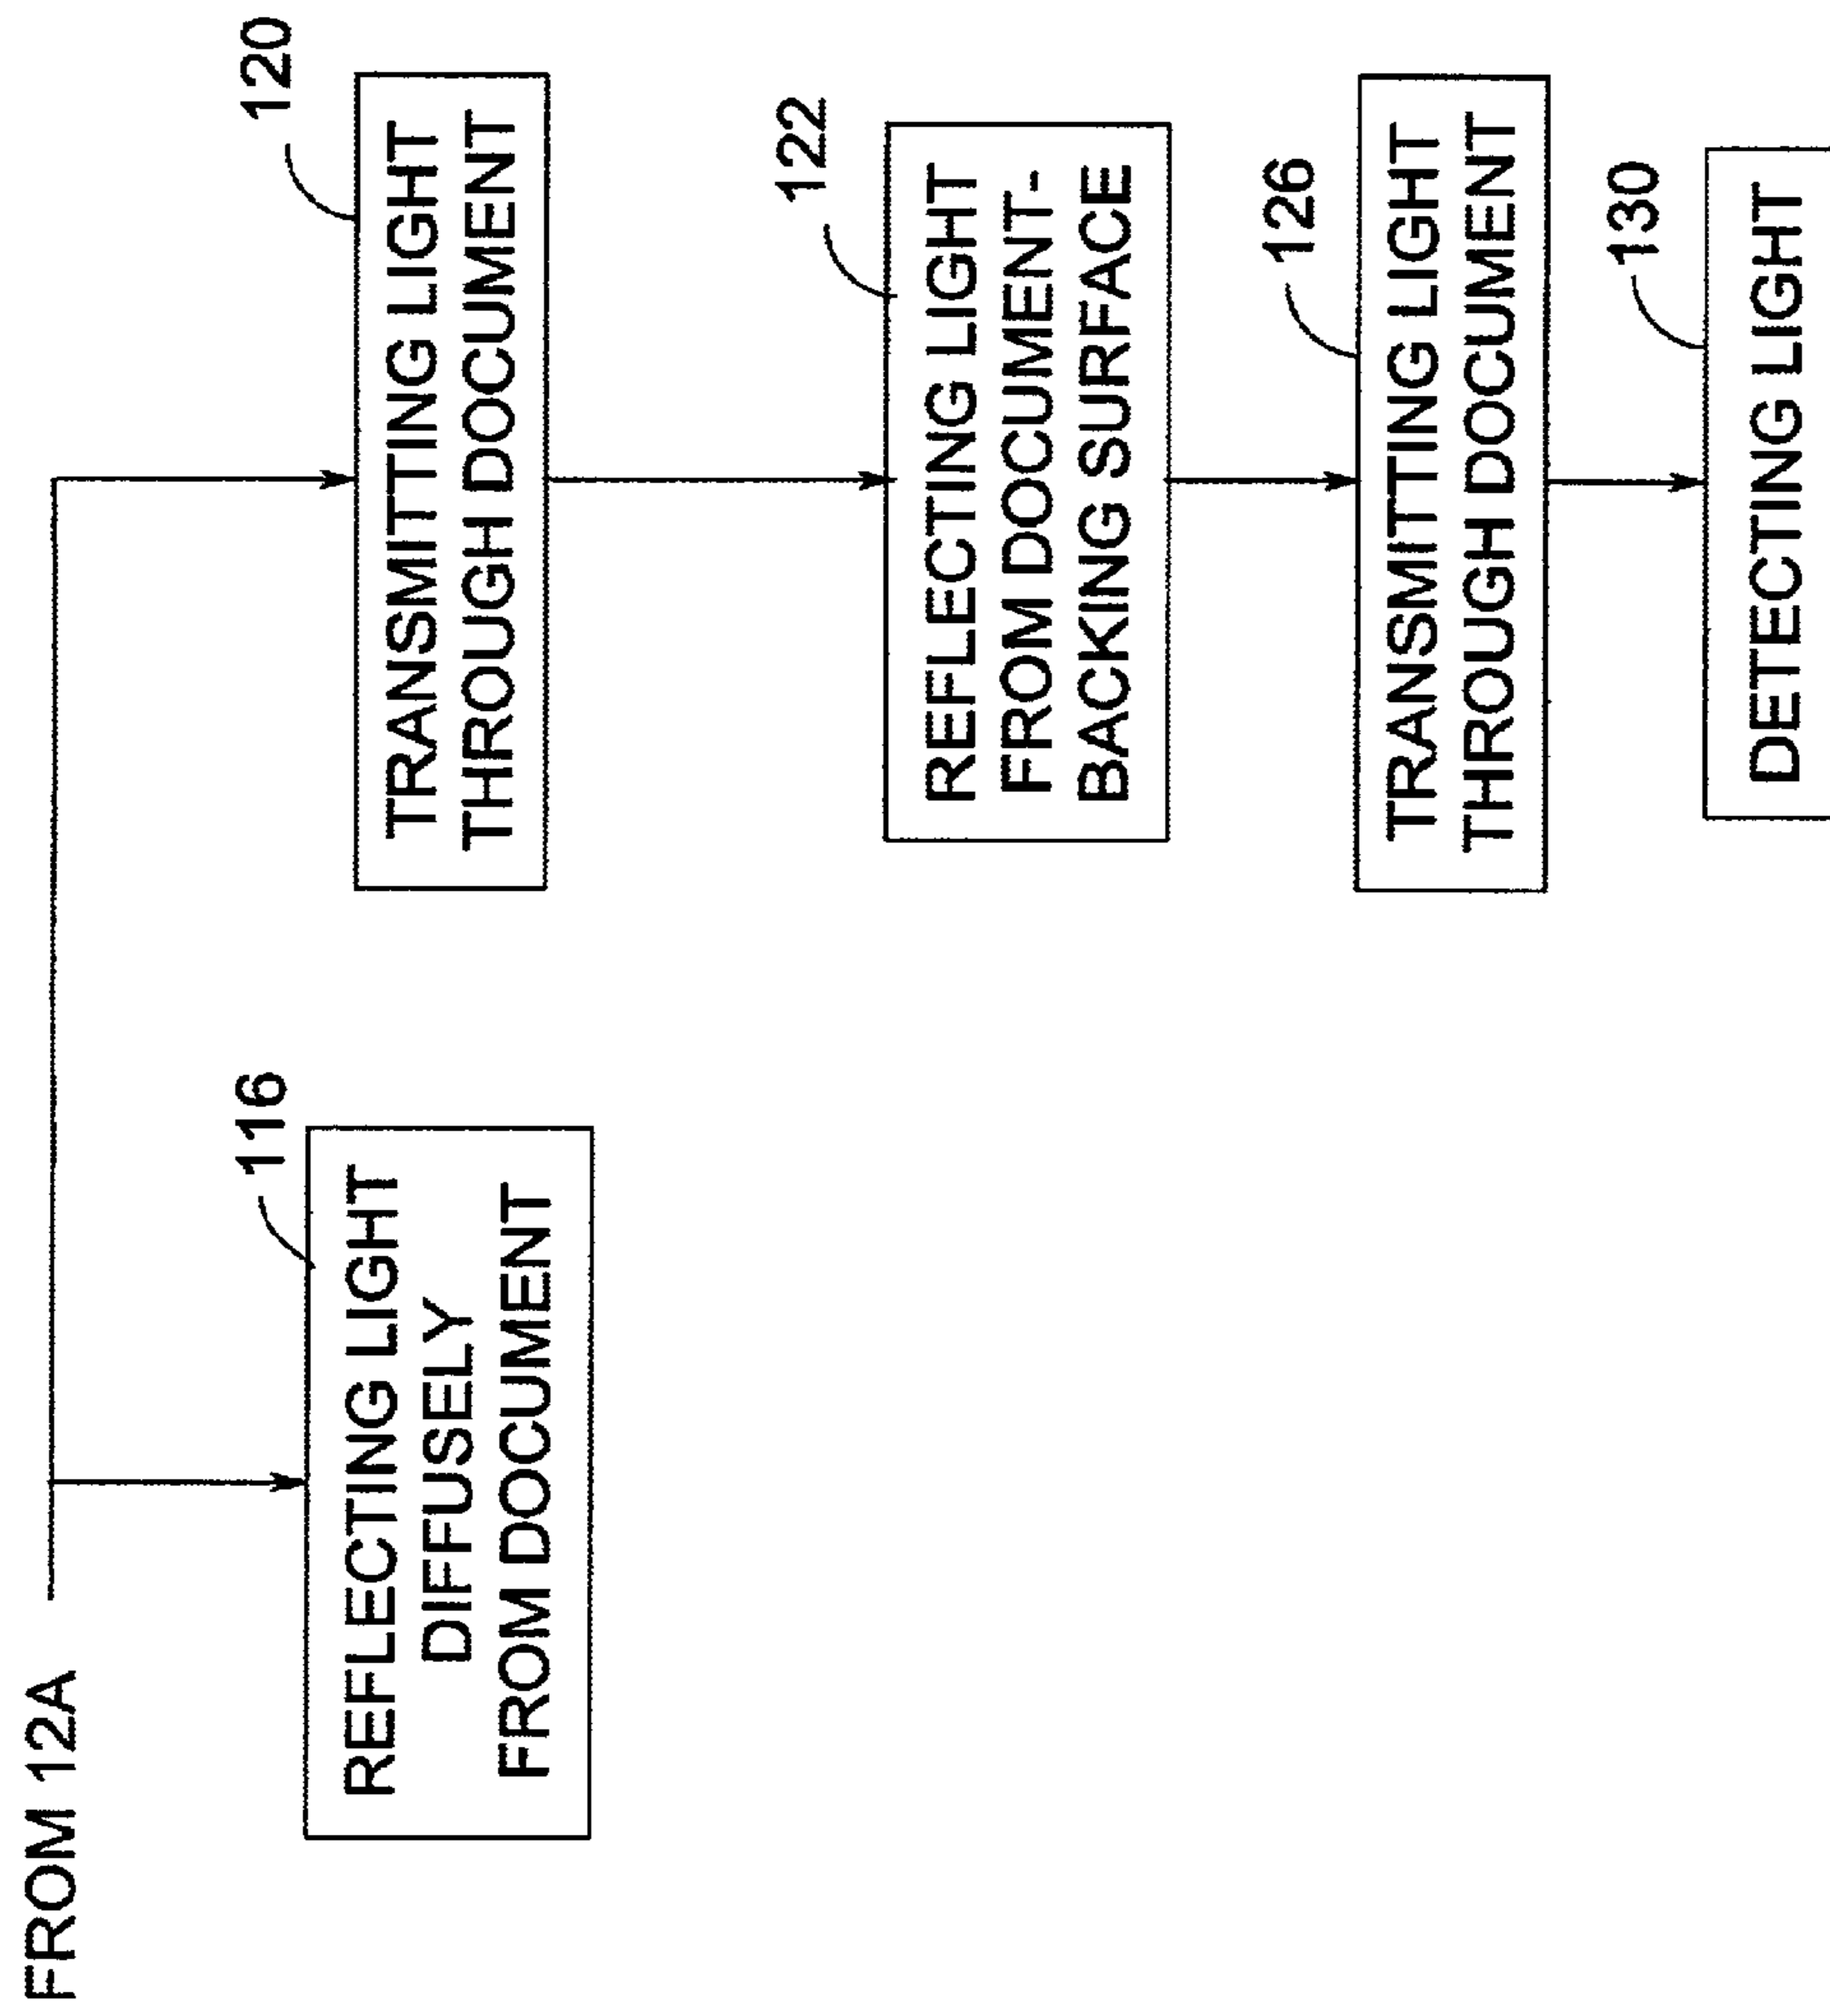 FROM 12A
116
REFLECTING LIGHT
DIFFUSELY
FROM DOCUMENT
120
TRANSMITTING LIGHT
THROUGH DOCUMENT
122
REFLECTING LIGHT
FROM DOCUMENT-
BACKING SURFACE
126
TRANSMITTING LIGHT
THROUGH DOCUMENT
130
DETECTING LIGHT